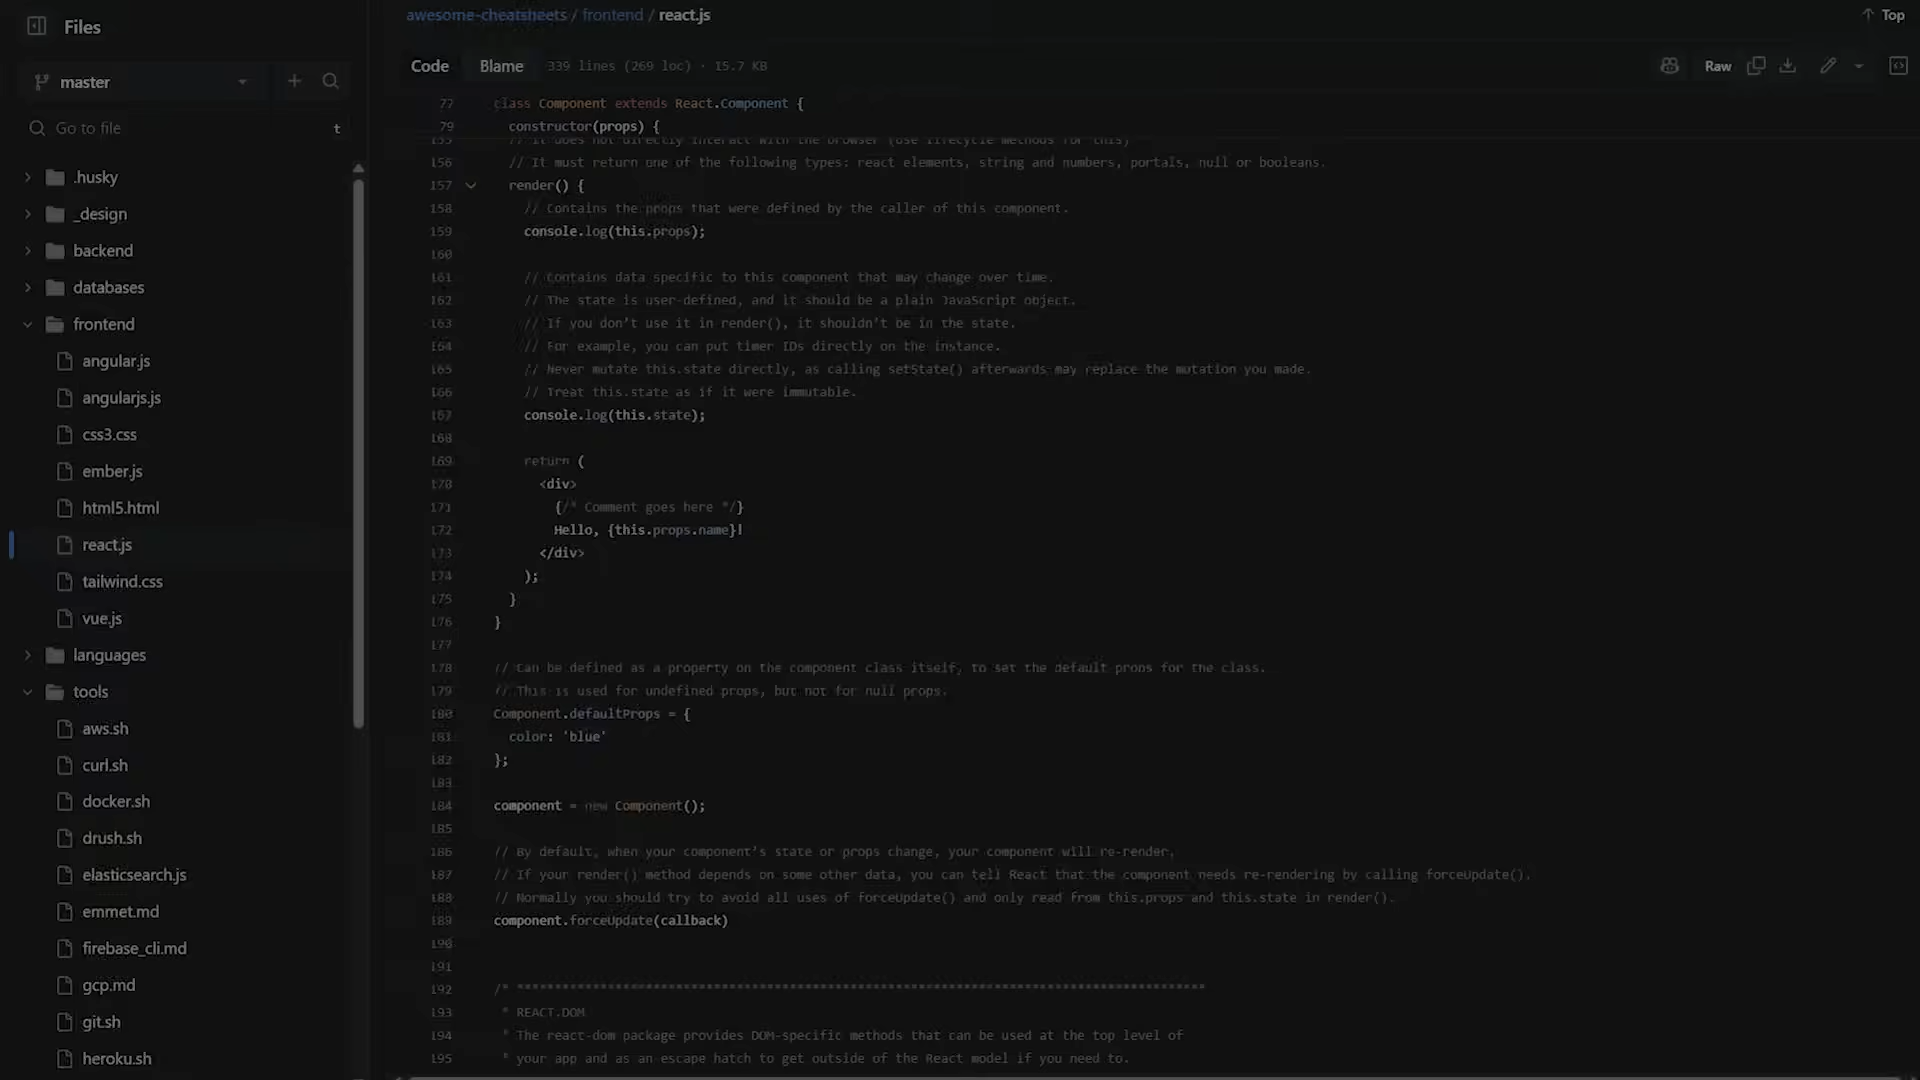 Files
master
Go to file
t
.husky
_design
backend
databases
frontend
angular.js
angularjs.js
css3.css
ember.js
html5.html
react.js
tailwind.css
vue.js
languages
tools
aws.sh
curl.sh
docker.sh
drush.sh
elasticsearch.js
emmet.md
firebase_cli.md
gcp.md
git.sh
heroku.sh
awesome-cheatsheets / frontend / react.js
Top
Code
Blame
339 lines (269 loc) · 15.7 KB
Raw
77 class Component extends React.Component {
79 constructor(props) {
155 // It does not directly interact with the browser (use lifecycle methods for this)
156 // It must return one of the following types: react elements, string and numbers, portals, null or booleans.
157 render() {
158 // Contains the props that were defined by the caller of this component.
159 console.log(this.props);
160
161 // Contains data specific to this component that may change over time.
162 // The state is user-defined, and it should be a plain JavaScript object.
163 // If you don’t use it in render(), it shouldn’t be in the state.
164 // For example, you can put timer IDs directly on the instance.
165 // Never mutate this.state directly, as calling setState() afterwards may replace the mutation you made.
166 // Treat this.state as if it were immutable.
167 console.log(this.state);
168
169 return (
170 <div>
171 {/* Comment goes here */}
172 Hello, {this.props.name}!
173 </div>
174 );
175 }
176 }
177
178 // Can be defined as a property on the component class itself, to set the default props for the class.
179 // This is used for undefined props, but not for null props.
180 Component.defaultProps = {
181 color: 'blue'
182 };
183
184 component = new Component();
185
186 // By default, when your component’s state or props change, your component will re-render.
187 // If your render() method depends on some other data, you can tell React that the component needs re-rendering by calling forceUpdate().
188 // Normally you should try to avoid all uses of forceUpdate() and only read from this.props and this.state in render().
189 component.forceUpdate(callback)
190
191
192 /* *******************************************************************************************
193 * REACT.DOM
194 * The react-dom package provides DOM-specific methods that can be used at the top level of
195 * your app and as an escape hatch to get outside of the React model if you need to.